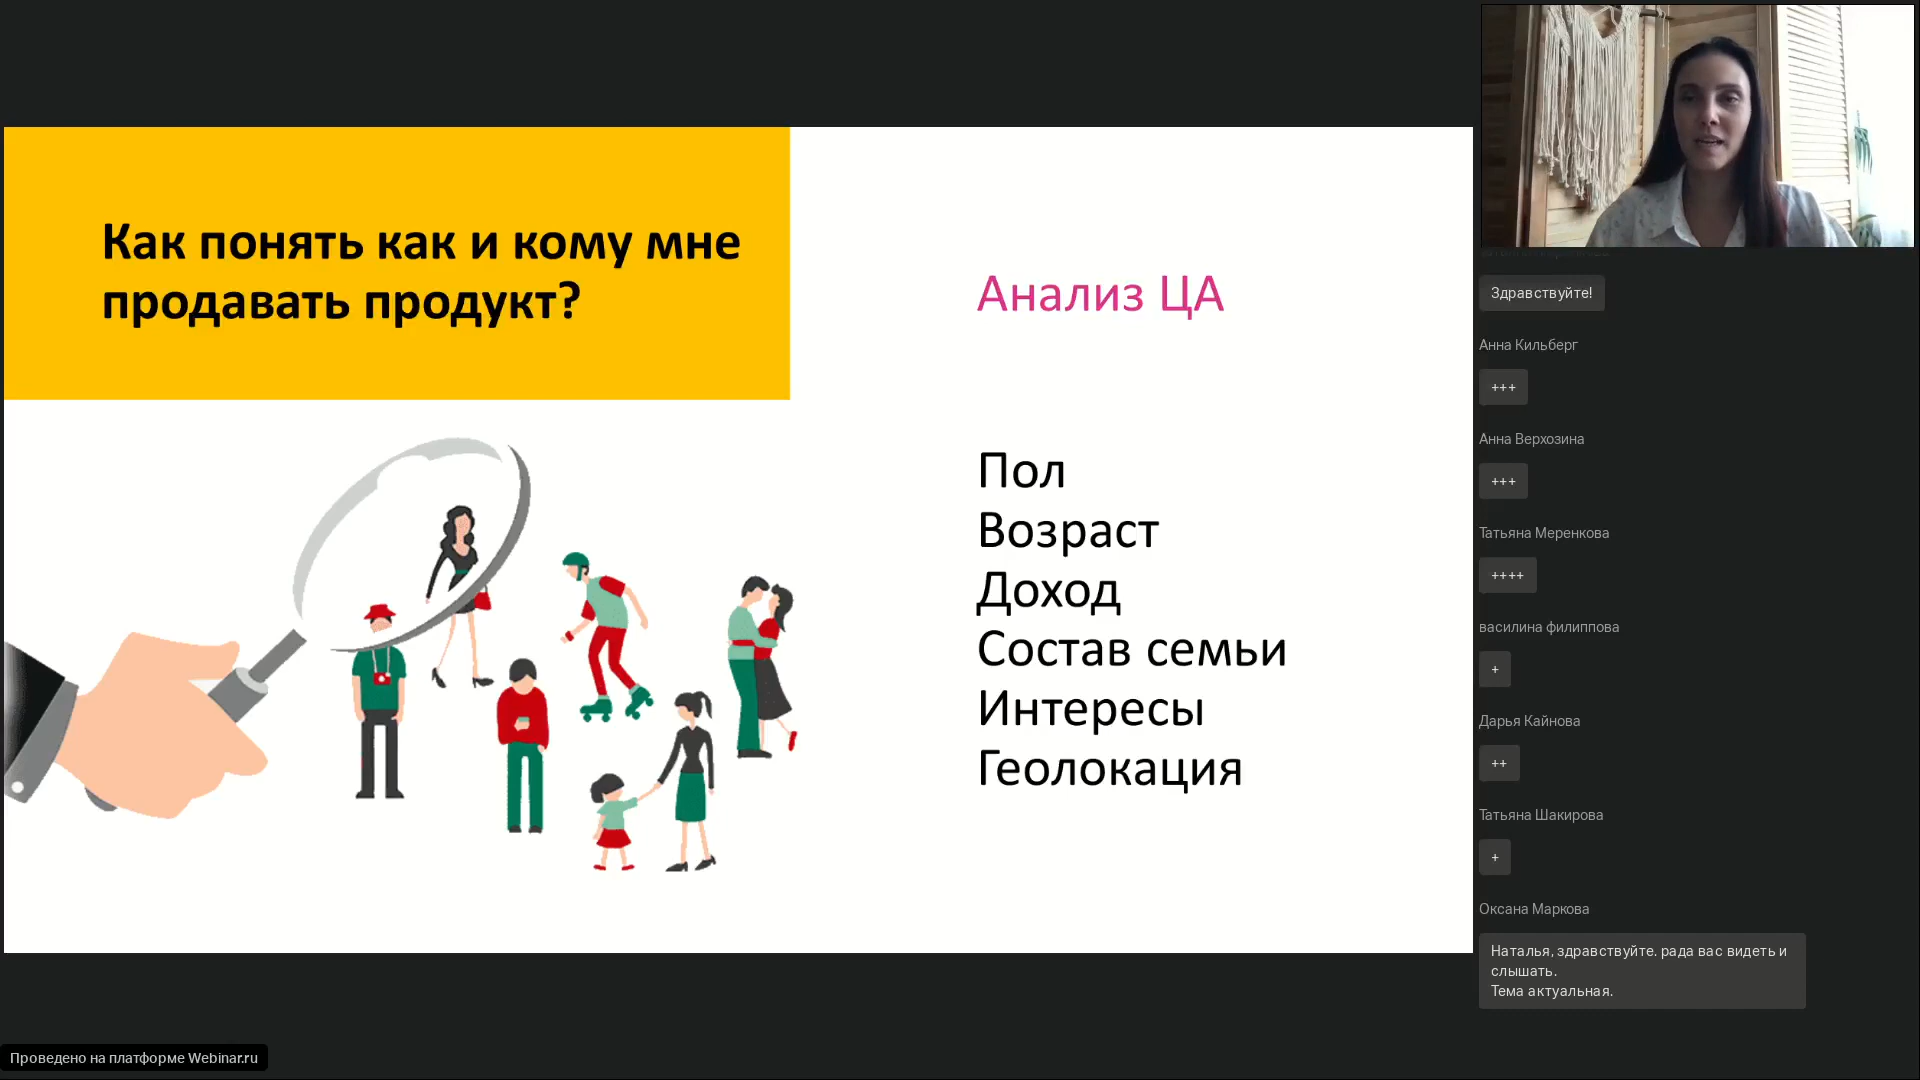 Как понять как и кому мне
продавать продукт?
Анализ ЦА
Пол
Возраст
Доход
Состав семьи
Интересы
Геолокация
Здравствуйте!
Анна Кильберг
+++
Анна Верхозина
+++
Татьяна Меренкова
++++
василина филиппова
+
Дарья Кайнова
++
Татьяна Шакирова
+
Оксана Маркова
Наталья, здравствуйте. рада вас видеть и
слышать.
Тема актуальная.
Проведено на платформе Webinar.ru